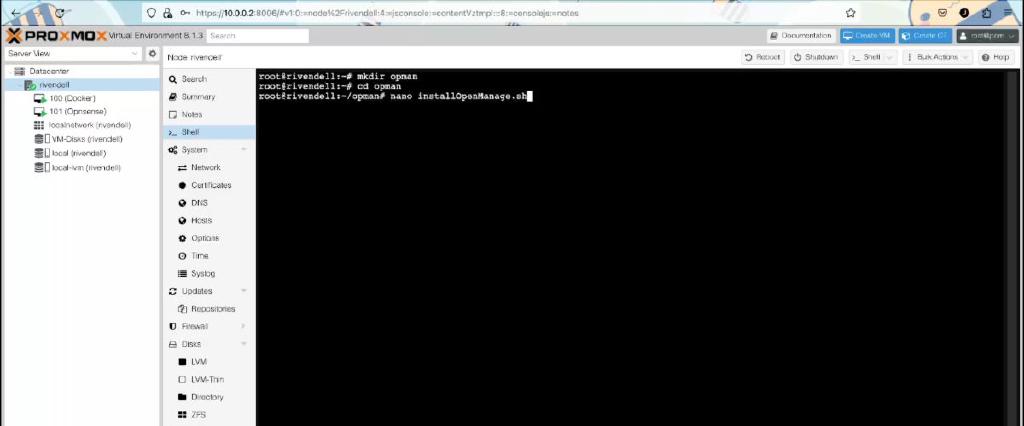 https://10.0.0.2:8006/#v1:0:=node%2Frivendell:4:=jsconsole:=contentVztmpl:::8:=consolejs:=notes
PROXMOX Virtual Environment 8.1.3 Search Documentation Create VM Create CT root@pam
Server View Node 'rivendell' Reboot Shutdown Shell Bulk Actions Help
Datacenter
rivendell
100 (Docker)
101 (Opnsense)
localnetwork (rivendell)
VM-Disks (rivendell)
local (rivendell)
local-lvm (rivendell)
Search
Summary
Notes
Shell
System
Network
Certificates
DNS
Hosts
Options
Time
Syslog
Updates
Repositories
Firewall
Disks
LVM
LVM-Thin
Directory
ZFS
root@rivendell:~# mkdir opman
root@rivendell:~# cd opman
root@rivendell:~/opman# nano installOpenManage.sh